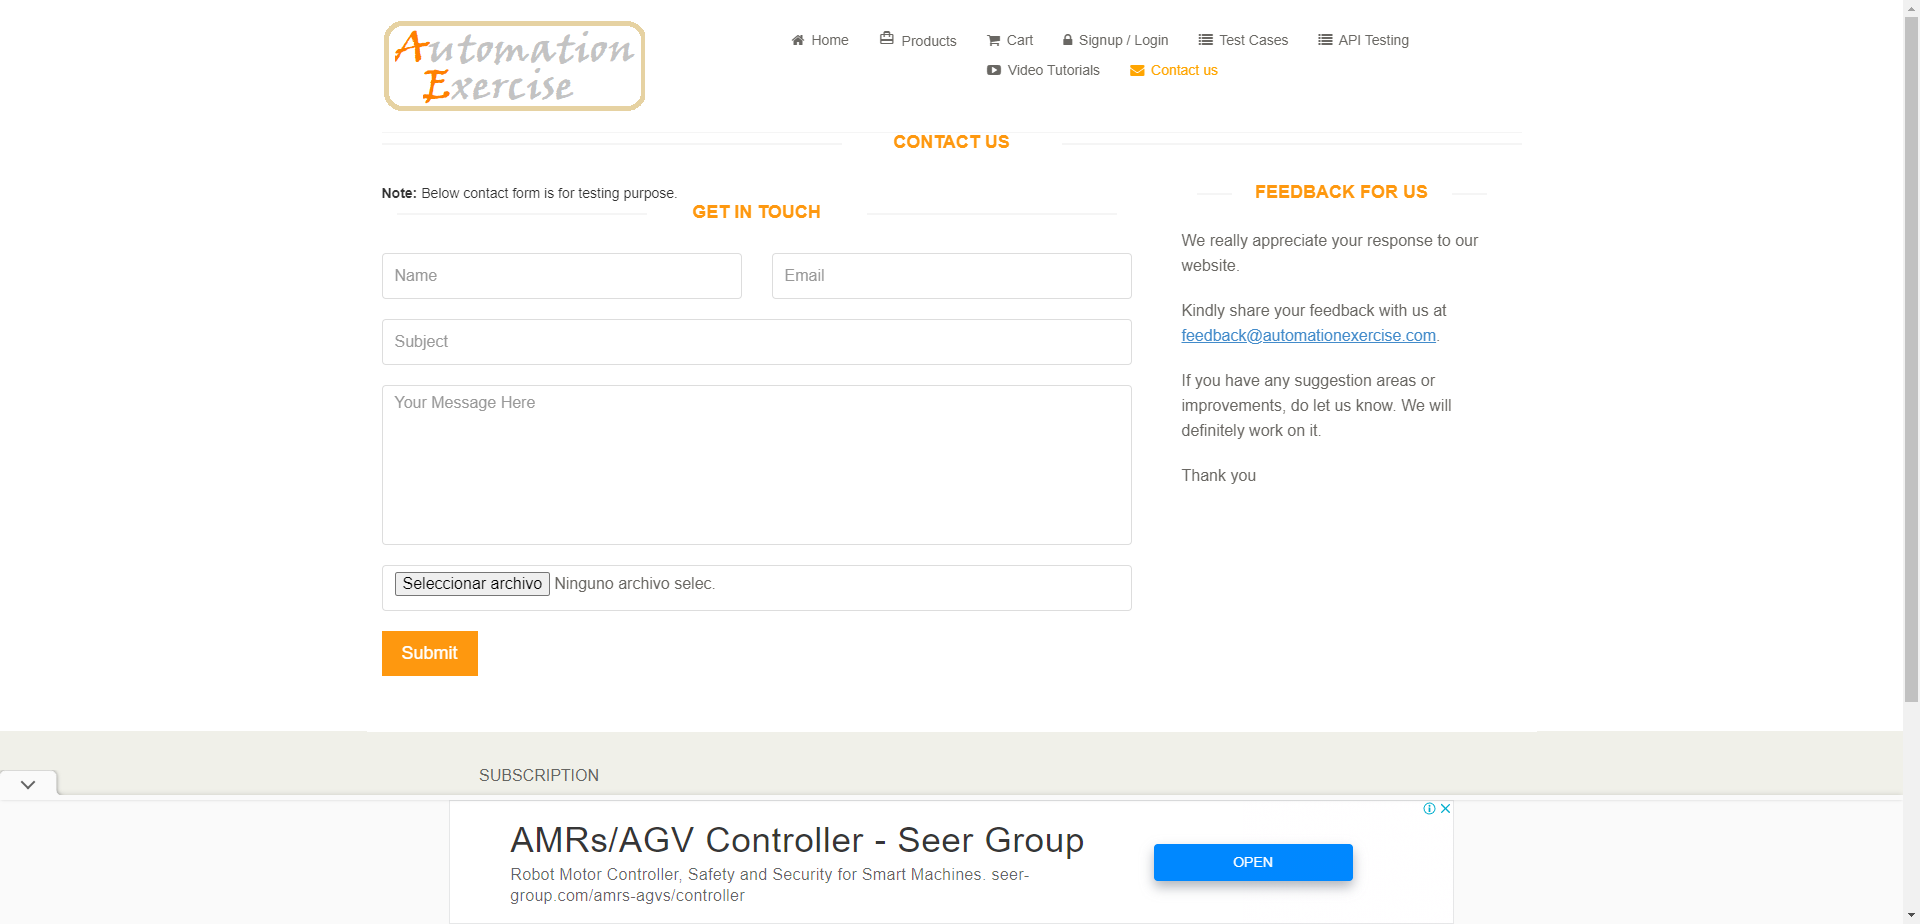 Automation
Exercise
Home
Products
Cart
Signup / Login
Test Cases
API Testing
Video Tutorials
Contact us
CONTACT US
Note: Below contact form is for testing purpose.
GET IN TOUCH
Name
Email
Subject
Your Message Here
Seleccionar archivo Ninguno archivo selec.
Submit
FEEDBACK FOR US
We really appreciate your response to our
website.
Kindly share your feedback with us at
feedback@automationexercise.com.
If you have any suggestion areas or
improvements, do let us know. We will
definitely work on it.
Thank you
SUBSCRIPTION
AMRs/AGV Controller - Seer Group
Robot Motor Controller, Safety and Security for Smart Machines. seer-
group.com/amrs-agvs/controller
OPEN